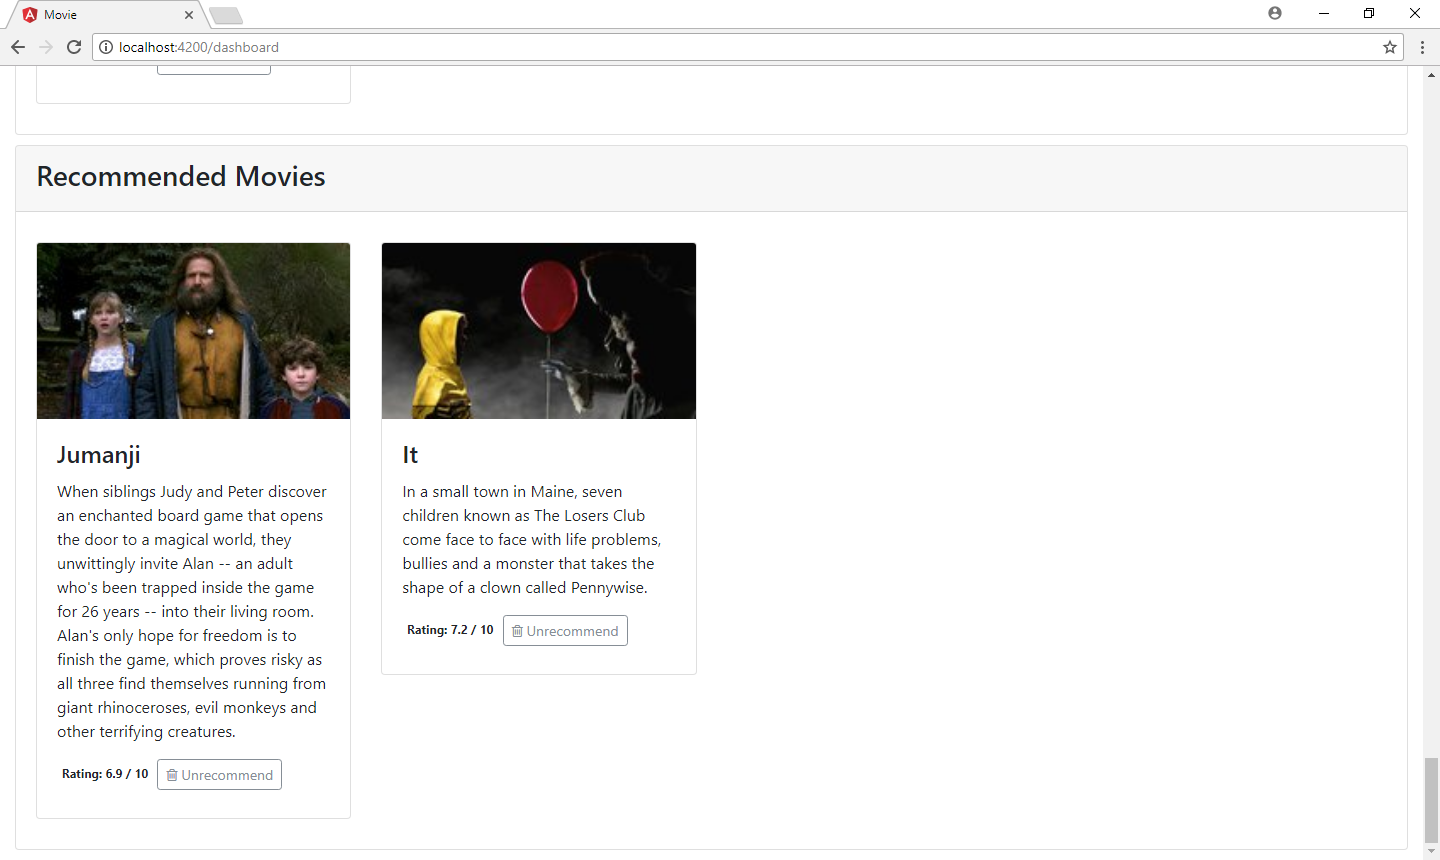 Movie
localhost:4200/dashboard
Recommended Movies
Jumanji
When siblings Judy and Peter discover
an enchanted board game that opens
the door to a magical world, they
unwittingly invite Alan -- an adult
who's been trapped inside the game
for 26 years -- into their living room.
Alan's only hope for freedom is to
finish the game, which proves risky as
all three find themselves running from
giant rhinoceroses, evil monkeys and
other terrifying creatures.
Rating: 6.9 / 10 Unrecommend
It
In a small town in Maine, seven
children known as The Losers Club
come face to face with life problems,
bullies and a monster that takes the
shape of a clown called Pennywise.
Rating: 7.2 / 10 Unrecommend